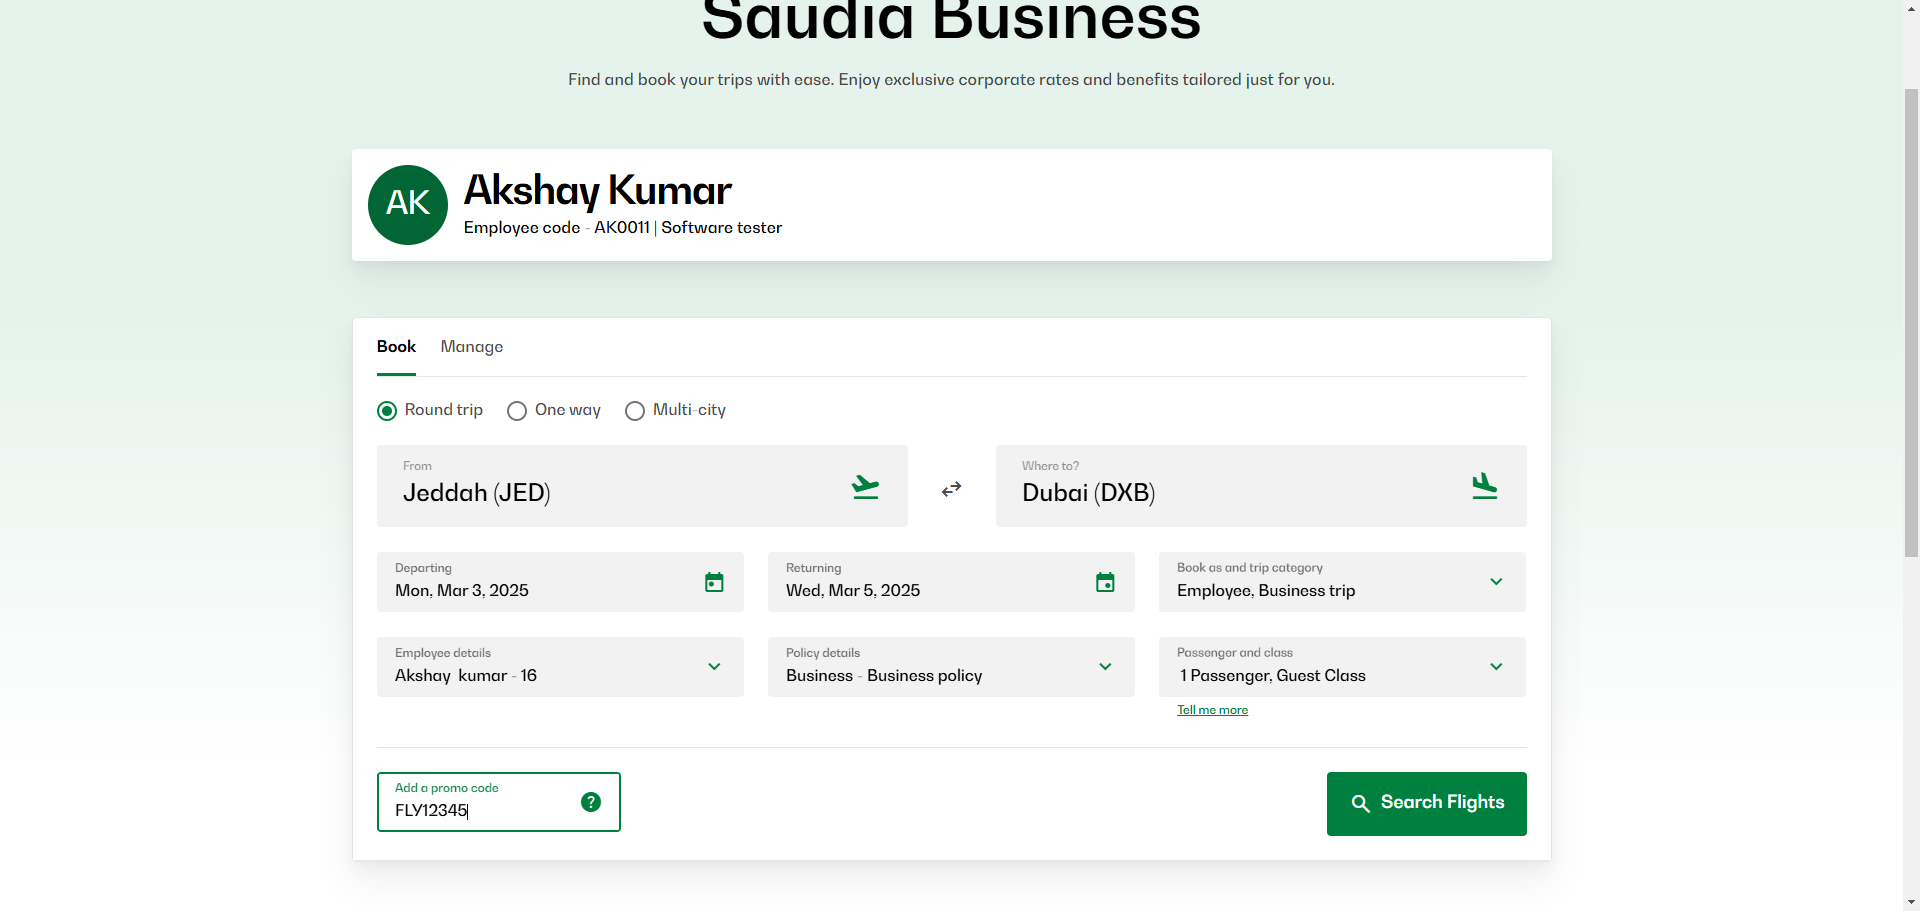 Saudia Business
Find and book your trips with ease. Enjoy exclusive corporate rates and benefits tailored just for you.
AK
Akshay Kumar
Employee code - AK0011 | Software tester
Book Manage
Round trip One way Multi-city
From
Jeddah (JED)
Where to?
Dubai (DXB)
Departing
Mon, Mar 3, 2025
Returning
Wed, Mar 5, 2025
Book as and trip category
Employee, Business trip
Employee details
Akshay  kumar - 16
Policy details
Business - Business policy
Passenger and class
1 Passenger, Guest Class
Tell me more
Add a promo code
FLY12345
?
Search Flights